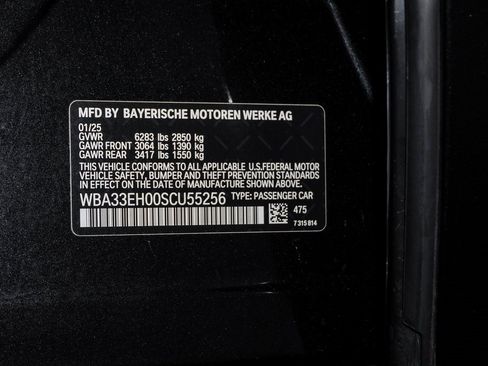 MFD BY BAYERISCHE MOTOREN WERKE AG
01/25
GVWR 6283 lbs 2850 kg
GAWR FRONT 3064 lbs 1390 kg
GAWR REAR 3417 lbs 1550 kg
THIS VEHICLE CONFORMS TO ALL APPLICABLE U.S.FEDERAL MOTOR
VEHICLE SAFETY, BUMPER, AND THEFT PREVENTION STANDARDS
IN EFFECT ON THE DATE OF MANUFACTURE SHOWN ABOVE.
WBA33EH00SCU55256 TYPE: PASSENGER CAR
475
7 315 814